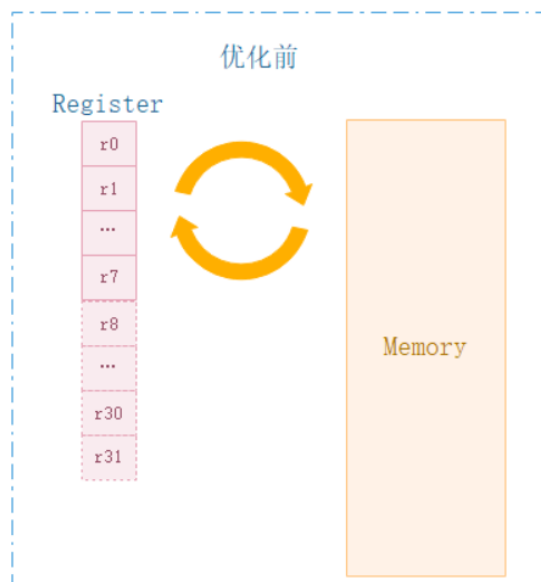 优化前
Register
r0
r1
…
r7
r8
…
r30
r31
Memory